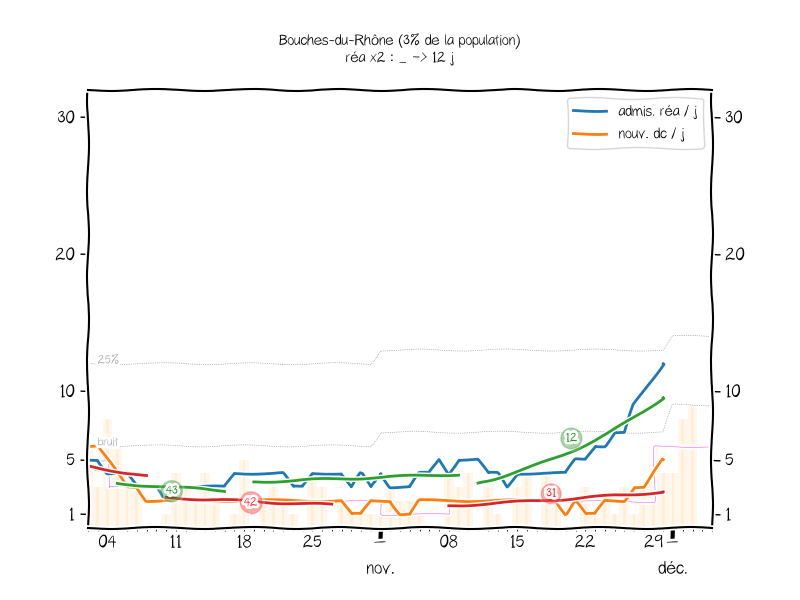 Bouches-du-Rhône (3% de la population)
réa x2 : _ -> 12 j
admis. réa / j
nouv. dc / j
30
30
20
20
25%
10
10
bruit
12
5
5
43
42
31
1
1
04 11 18 25 08 15 22 29
nov. déc.